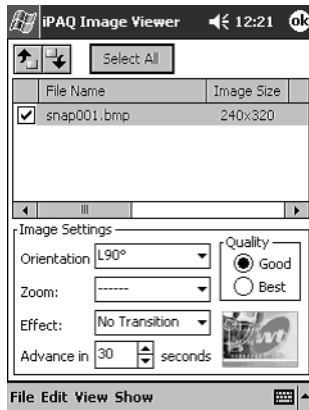 iPAQ Image Viewer 12:21 ok
Select All
File Name Image Size
snap001.bmp 240x320
Image Settings
Orientation L90°
Zoom: ------
Effect: No Transition
Advance in 30 seconds
Quality
Good
Best
File Edit View Show